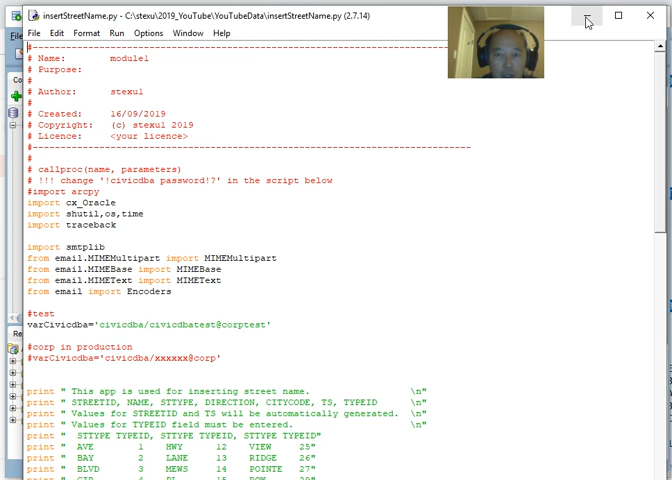 insertStreetName.py - C:\stexu\2019_YouTube\YouTubeData\insertStreetName.py (2.7.14)
File Edit Format Run Options Window Help
#-------------------------------------------------------------------------------
# Name: module1
# Purpose:
#
# Author: stexu1
#
# Created: 16/09/2019
# Copyright: (c) stexu1 2019
# Licence: <your licence>
#-------------------------------------------------------------------------------
#
# callproc(name, parameters)
# !!! change '!civicdba password!?' in the script below
#import arcpy
import cx_Oracle
import shutil,os,time
import traceback
import smtplib
from email.MIMEMultipart import MIMEMultipart
from email.MIMEBase import MIMEBase
from email.MIMEText import MIMEText
from email import Encoders
#test
varCivicdba='civicdba/civicdbatest@corptest'
#corp in production
#varCivicdba='civicdba/xxxxxx@corp'
print " This app is used for inserting street name. \n"
print " STREETID, NAME, STTYPE, DIRECTION, CITYCODE, TS, TYPEID
print " Values for STREETID and TS will be automatically generated. \n"
print " Values for TYPEID field must be entered. \n"
print " STTYPE TYPEID, STTYPE TYPEID, STTYPE TYPEID"
print " AVE 1 HWY 12 VIEW 25"
print " BAY 2 LANE 13 RIDGE 26"
print " BLVD 3 MEWS 14 POINTE 27"